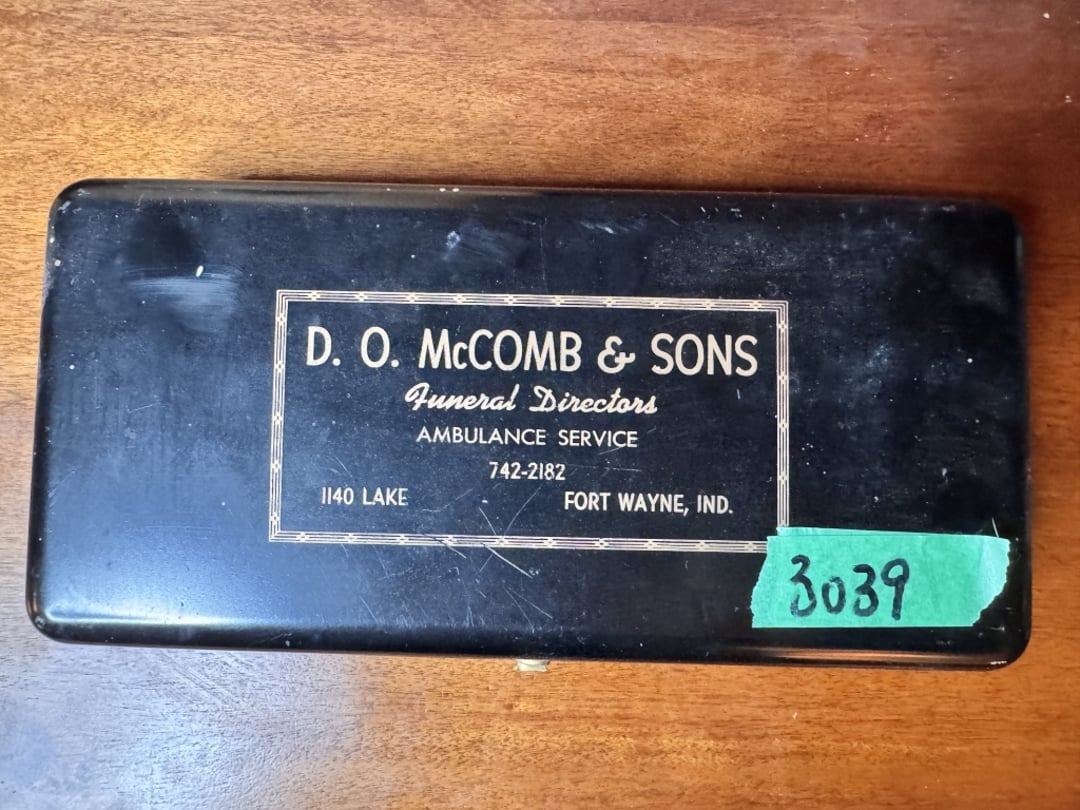 D. O. McCOMB & SONS
Funeral Directors
AMBULANCE SERVICE
742-2182
1140 LAKE FORT WAYNE, IND.
3039